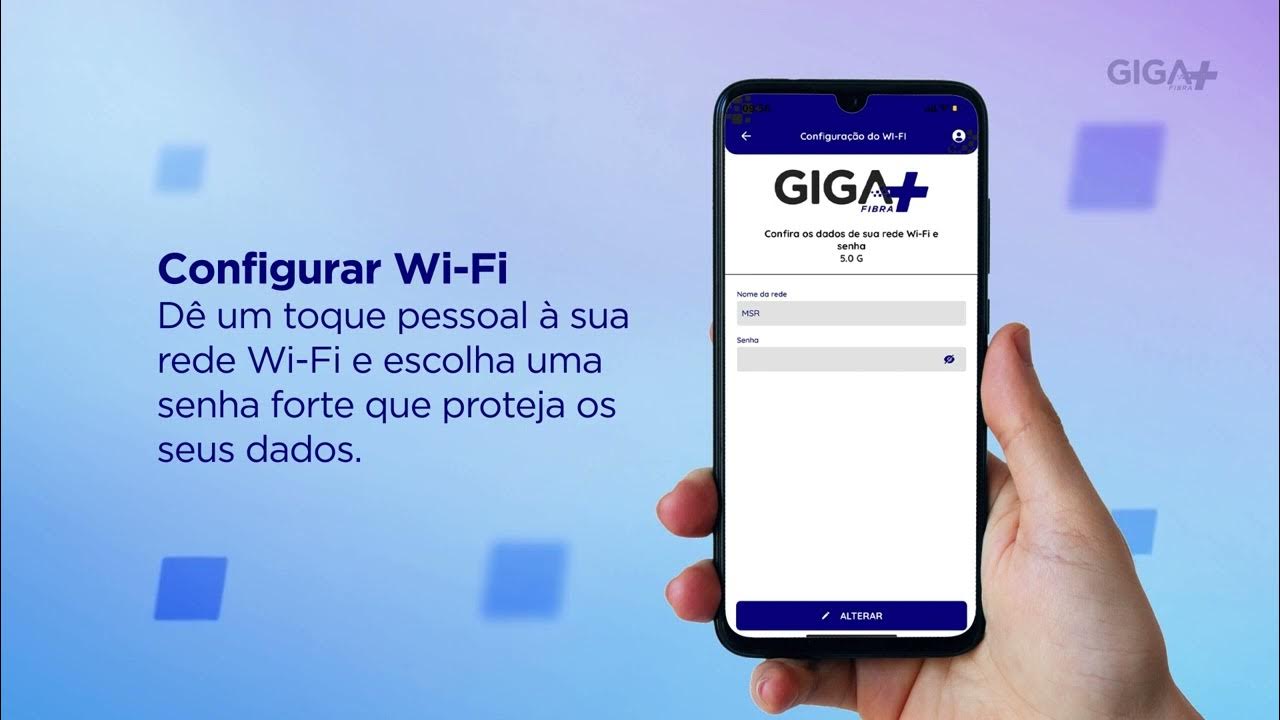 GIGA+
FIBRA
Configurar Wi-Fi
Dê um toque pessoal à sua
rede Wi-Fi e escolha uma
senha forte que proteja os
seus dados.
Configuração do WI-FI
GIGA+
FIBRA
Confira os dados de sua rede Wi-Fi e
senha
5.0 G
Nome da rede
MSR
Senha
ALTERAR